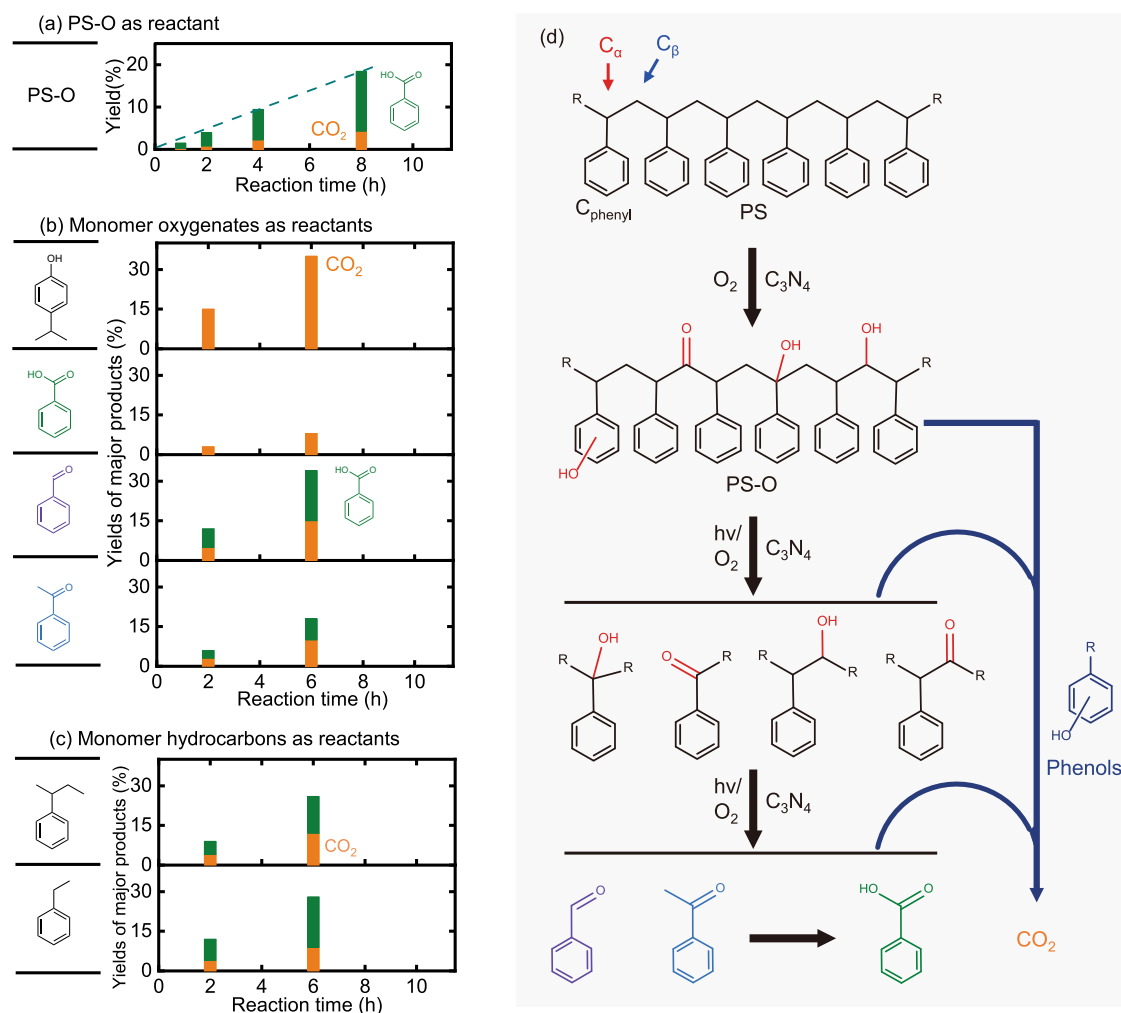 (a) PS-O as reactant
PS-O
Yield(%)
20
10
0
CO₂
HO
O
0 2 4 6 8 10
Reaction time (h)
(b) Monomer oxygenates as reactants
Yields of major products (%)
OH
30
15
0
CO₂
HO
O
30
15
0
O
30
15
0
HO
O
O
30
15
0
0 2 4 6 8 10
Reaction time (h)
(c) Monomer hydrocarbons as reactants
Yields of major products (%)
30
15
0
CO₂
30
15
0
0 2 4 6 8 10
Reaction time (h)
(d)
Cα
Cβ
R
R
Cphenyl
PS
O₂
C₃N₄
O
OH
OH
R
R
HO
PS-O
hv/
O₂
C₃N₄
OH
R
R
O
R
OH
R
R
O
R
R
R
HO
Phenols
hv/
O₂
C₃N₄
O
O
HO
O
CO₂